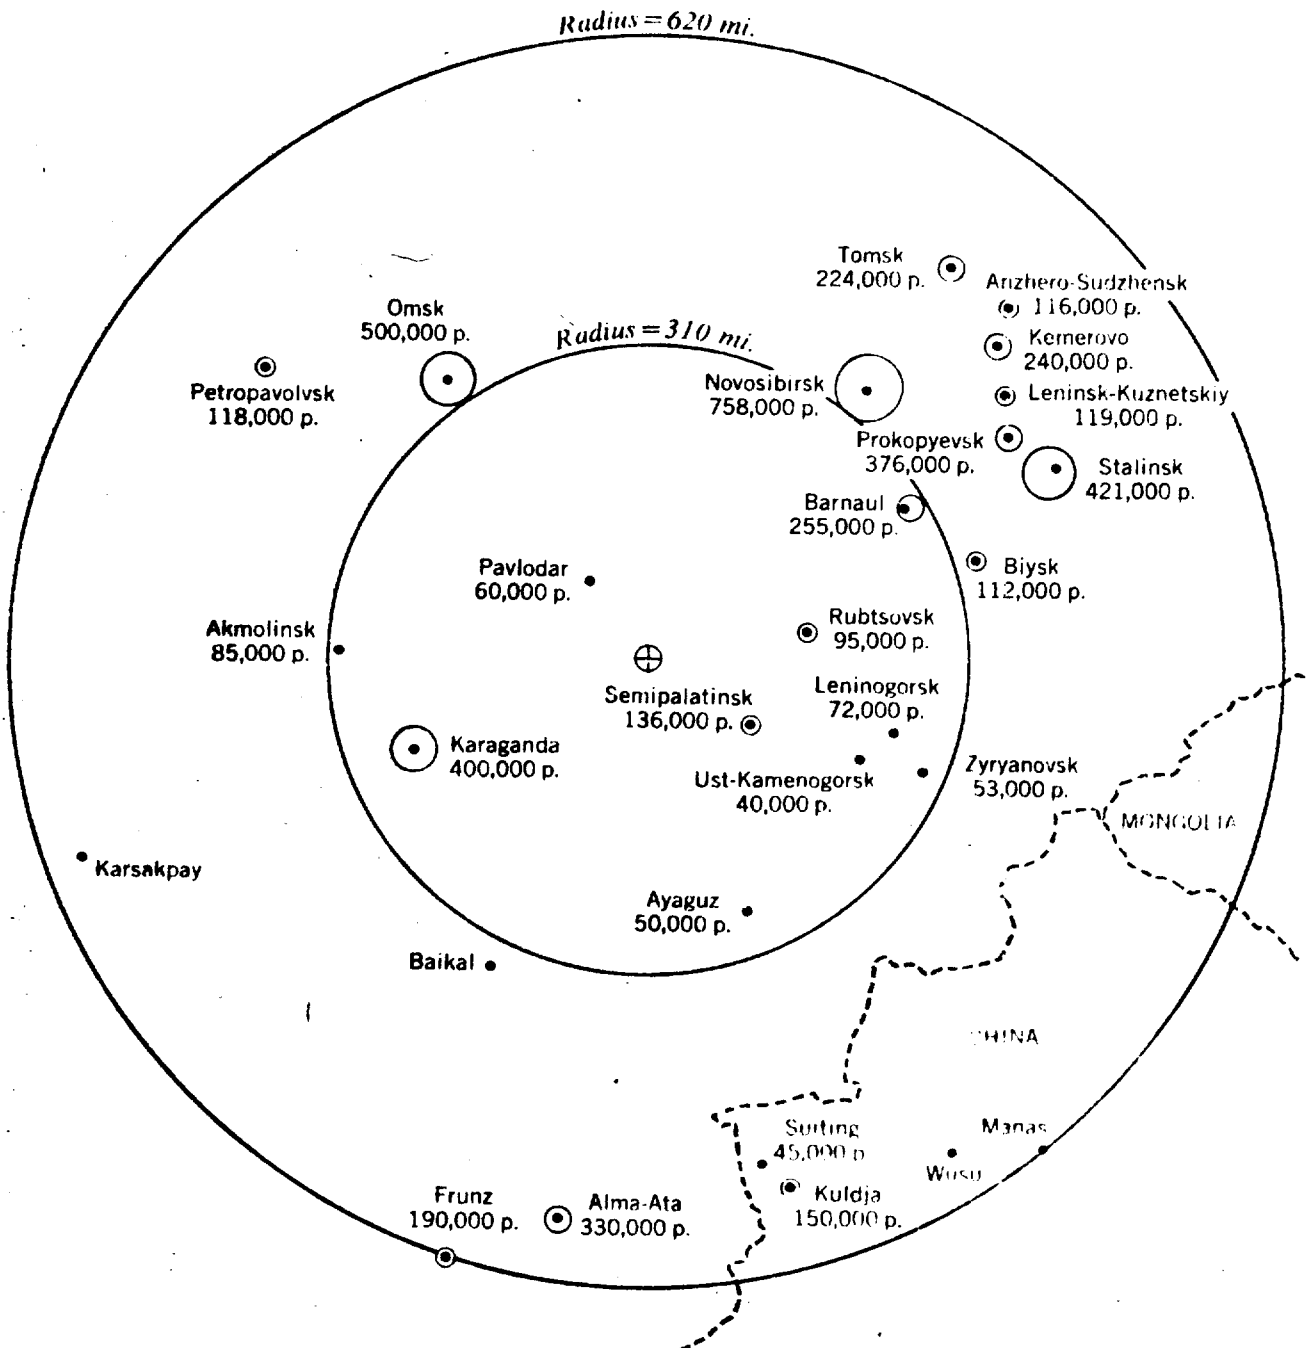 Radius = 620 mi.
Tomsk
224,000 p.
Anzhero-Sudzhensk
116,000 p.
Omsk
500,000 p.
Radius = 310 mi.
Kemerovo
240,000 p.
Petropavolvsk
118,000 p.
Novosibirsk
758,000 p.
Leninsk-Kuznetskiy
119,000 p.
Prokopyevsk
376,000 p.
Stalinsk
421,000 p.
Barnaul
255,000 p.
Pavlodar
60,000 p.
Biysk
112,000 p.
Akmolinsk
85,000 p.
Rubtsovsk
95,000 p.
Semipalatinsk
136,000 p.
Leninogorsk
72,000 p.
Karaganda
400,000 p.
Ust-Kamenogorsk
40,000 p.
Zyryanovsk
53,000 p.
MONGOLIA
Karsakpay
Ayaguz
50,000 p.
Baikal
CHINA
Suiting
45,000 p
Manas
Wusu
Frunz
190,000 p.
Alma-Ata
330,000 p.
Kuldja
150,000 p.